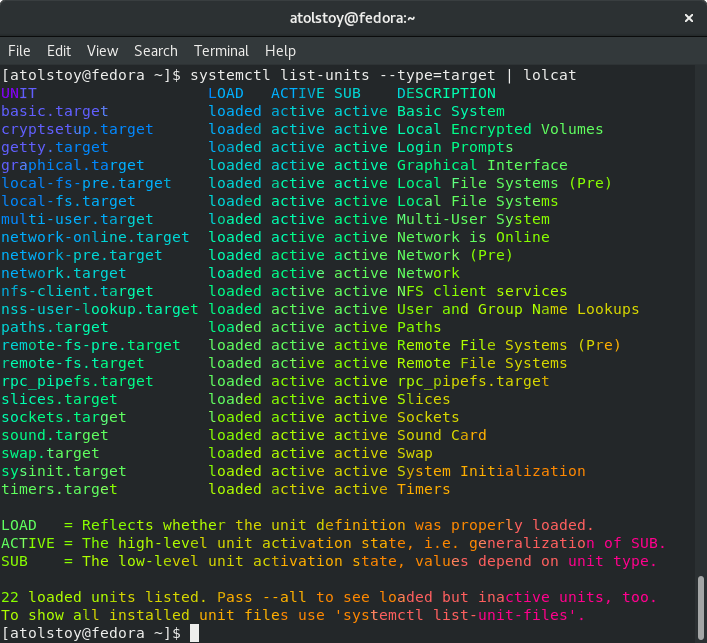 atolstoy@fedora:~
×
File Edit View Search Terminal Help
[atolstoy@fedora ~]$ systemctl list-units --type=target | lolcat
UNIT                   LOAD   ACTIVE SUB    DESCRIPTION
basic.target           loaded active active Basic System
cryptsetup.target      loaded active active Local Encrypted Volumes
getty.target           loaded active active Login Prompts
graphical.target       loaded active active Graphical Interface
local-fs-pre.target    loaded active active Local File Systems (Pre)
local-fs.target        loaded active active Local File Systems
multi-user.target      loaded active active Multi-User System
network-online.target  loaded active active Network is Online
network-pre.target     loaded active active Network (Pre)
network.target         loaded active active Network
nfs-client.target      loaded active active NFS client services
nss-user-lookup.target loaded active active User and Group Name Lookups
paths.target           loaded active active Paths
remote-fs-pre.target   loaded active active Remote File Systems (Pre)
remote-fs.target       loaded active active Remote File Systems
rpc_pipefs.target      loaded active active rpc_pipefs.target
slices.target          loaded active active Slices
sockets.target         loaded active active Sockets
sound.target           loaded active active Sound Card
swap.target            loaded active active Swap
sysinit.target         loaded active active System Initialization
timers.target          loaded active active Timers
LOAD   = Reflects whether the unit definition was properly loaded.
ACTIVE = The high-level unit activation state, i.e. generalization of SUB.
SUB    = The low-level unit activation state, values depend on unit type.
22 loaded units listed. Pass --all to see loaded but inactive units, too.
To show all installed unit files use 'systemctl list-unit-files'.
[atolstoy@fedora ~]$